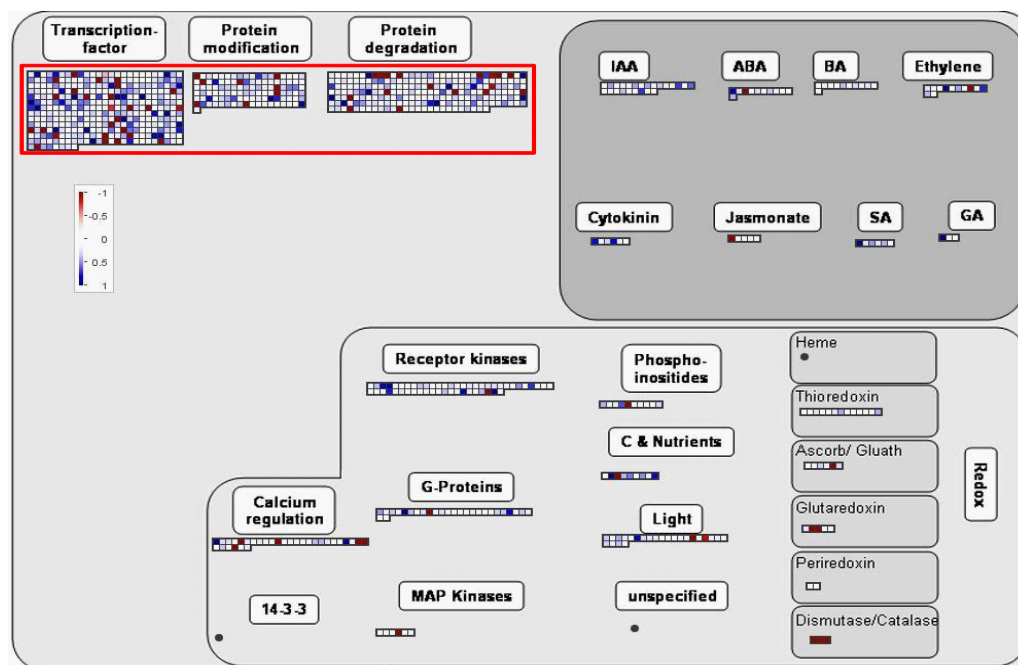 Transcription-
factor
Protein
modification
Protein
degradation
IAA
ABA
BA
Ethylene
-1
-0.5
0
0.5
1
Cytokinin
Jasmonate
SA
GA
Receptor kinases
Phospho-
inositides
Heme
Thioredoxin
C & Nutrients
Ascorb/ Gluath
Redox
G-Proteins
Calcium
regulation
Light
Glutaredoxin
Periredoxin
14-3-3
MAP Kinases
unspecified
Dismutase/Catalase